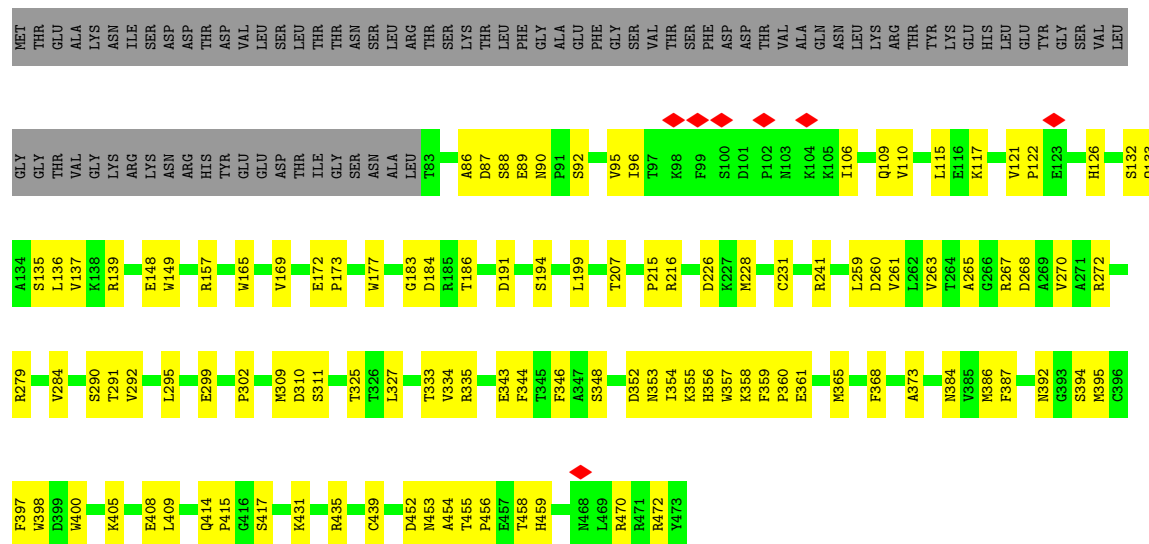 MET THR GLU ALA LYS ASN ILE SER ASP ASP THR ASP VAL LEU SER LEU THR THR ASN SER LEU ARG THR SER LYS THR LEU PHE GLY ALA GLU PHE GLY SER VAL THR SER PHE ASP ASP THR VAL ALA GLN ASN LEU LYS ARG THR TYR LYS GLU HIS LEU GLU TYR GLY SER VAL LEU
GLY GLY THR VAL GLY LYS ARG LYS ASN ARG HIS TYR GLU GLU ASP THR ILE GLY SER ASN ALA LEU T83 A86 D87 S88 E89 N90 P91 S92 V95 I96 T97 K98 F99 S100 D101 P102 N103 K104 K105 I106 Q109 V110 L115 E116 K117 V121 P122 E123 H126 S132 Q133
A134 S135 L136 V137 K138 R139 E148 W149 R157 W165 V169 E172 P173 W177 G183 D184 R185 T186 D191 S194 L199 T207 P215 R216 D226 K227 M228 C231 R241 L259 D260 V261 L262 V263 T264 A265 G266 R267 D268 A269 V270 A271 R272
R279 V284 S290 T291 V292 L295 E299 P302 M309 D310 S311 T325 T326 L327 T333 V334 R335 E343 F344 T345 F346 A347 S348 D352 N353 I354 K355 H356 W357 K358 F359 P360 E361 M365 F368 A373 N384 V385 M386 F387 N392 G393 S394 M395 C396
F397 W398 D399 W400 K405 E408 L409 Q414 P415 G416 S417 K431 R435 C439 D452 N453 A454 T455 P456 E457 T458 H459 N468 L469 R470 R471 R472 Y473